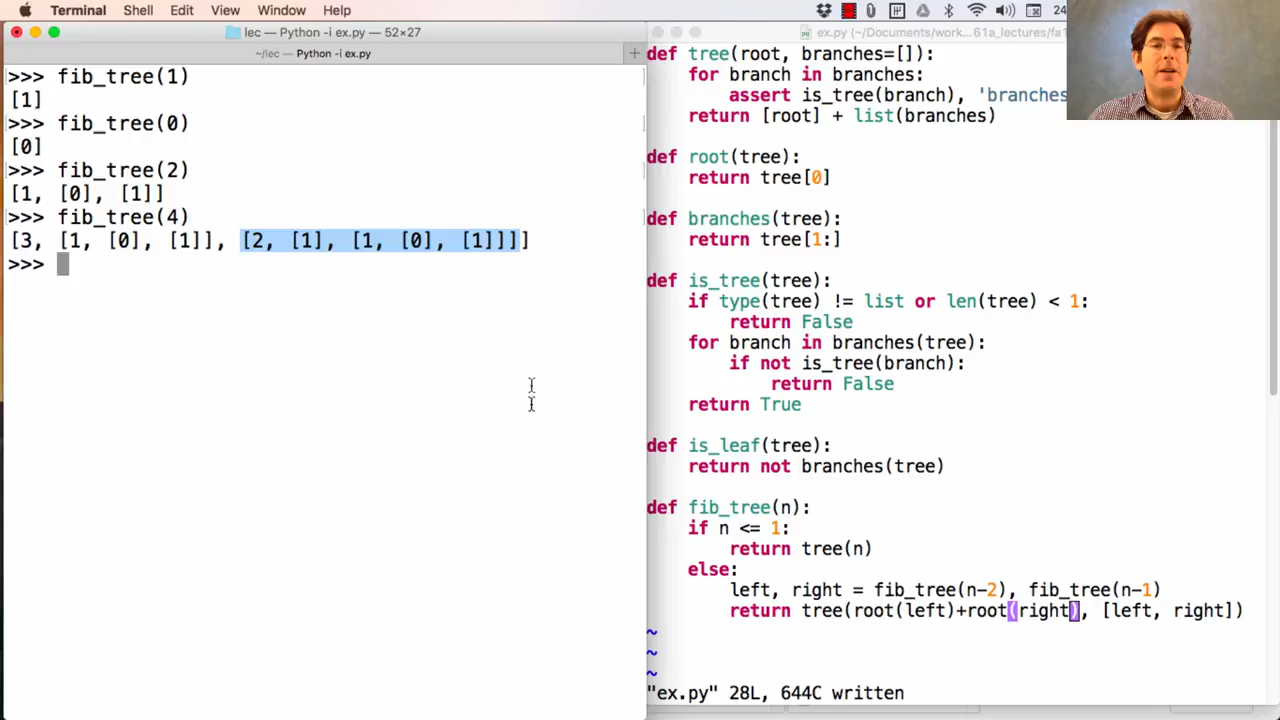 Terminal Shell Edit View Window Help
lec — Python -i ex.py — 52×27
~/lec — Python -i ex.py
>>> fib_tree(1)
[1]
>>> fib_tree(0)
[0]
>>> fib_tree(2)
[1, [0], [1]]
>>> fib_tree(4)
[3, [1, [0], [1]], [2, [1], [1, [0], [1]]]]
>>>
ex.py (~/Documents/work...61a_lectures/fa1
def tree(root, branches=[]):
    for branch in branches:
        assert is_tree(branch), 'branches
    return [root] + list(branches)
def root(tree):
    return tree[0]
def branches(tree):
    return tree[1:]
def is_tree(tree):
    if type(tree) != list or len(tree) < 1:
        return False
    for branch in branches(tree):
        if not is_tree(branch):
            return False
    return True
def is_leaf(tree):
    return not branches(tree)
def fib_tree(n):
    if n <= 1:
        return tree(n)
    else:
        left, right = fib_tree(n-2), fib_tree(n-1)
        return tree(root(left)+root(right), [left, right])
~
~
~
"ex.py" 28L, 644C written